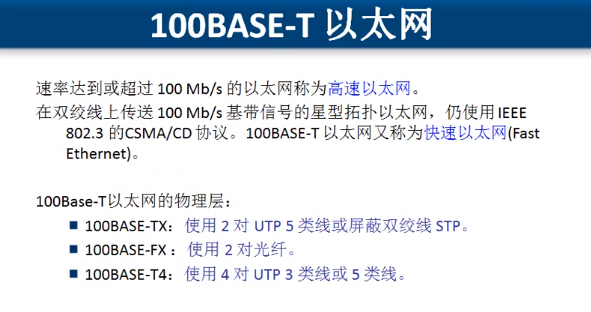 100BASE-T 以太网
速率达到或超过 100 Mb/s 的以太网称为高速以太网。
在双绞线上传送 100 Mb/s 基带信号的星型拓扑以太网，仍使用 IEEE
802.3 的CSMA/CD 协议。100BASE-T 以太网又称为快速以太网(Fast
Ethernet)。
100Base-T以太网的物理层：
■ 100BASE-TX：使用 2 对 UTP 5 类线或屏蔽双绞线 STP。
■ 100BASE-FX ：使用 2 对光纤。
■ 100BASE-T4：使用 4 对 UTP 3 类线或 5 类线。